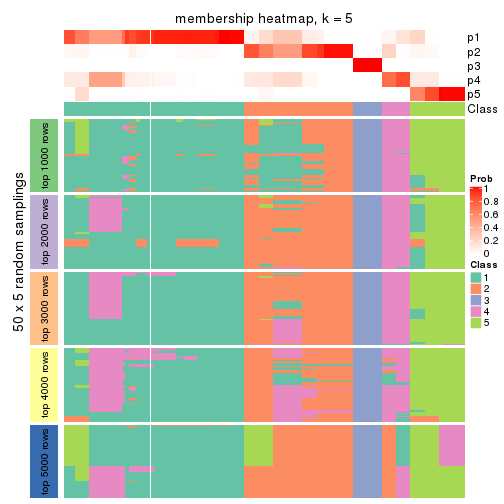 membership heatmap, k = 5
p1
p2
p3
p4
p5
Class
50 x 5 random samplings
top 1000 rows
top 2000 rows
top 3000 rows
top 4000 rows
top 5000 rows
Prob
1
0.8
0.6
0.4
0.2
0
Class
1
2
3
4
5